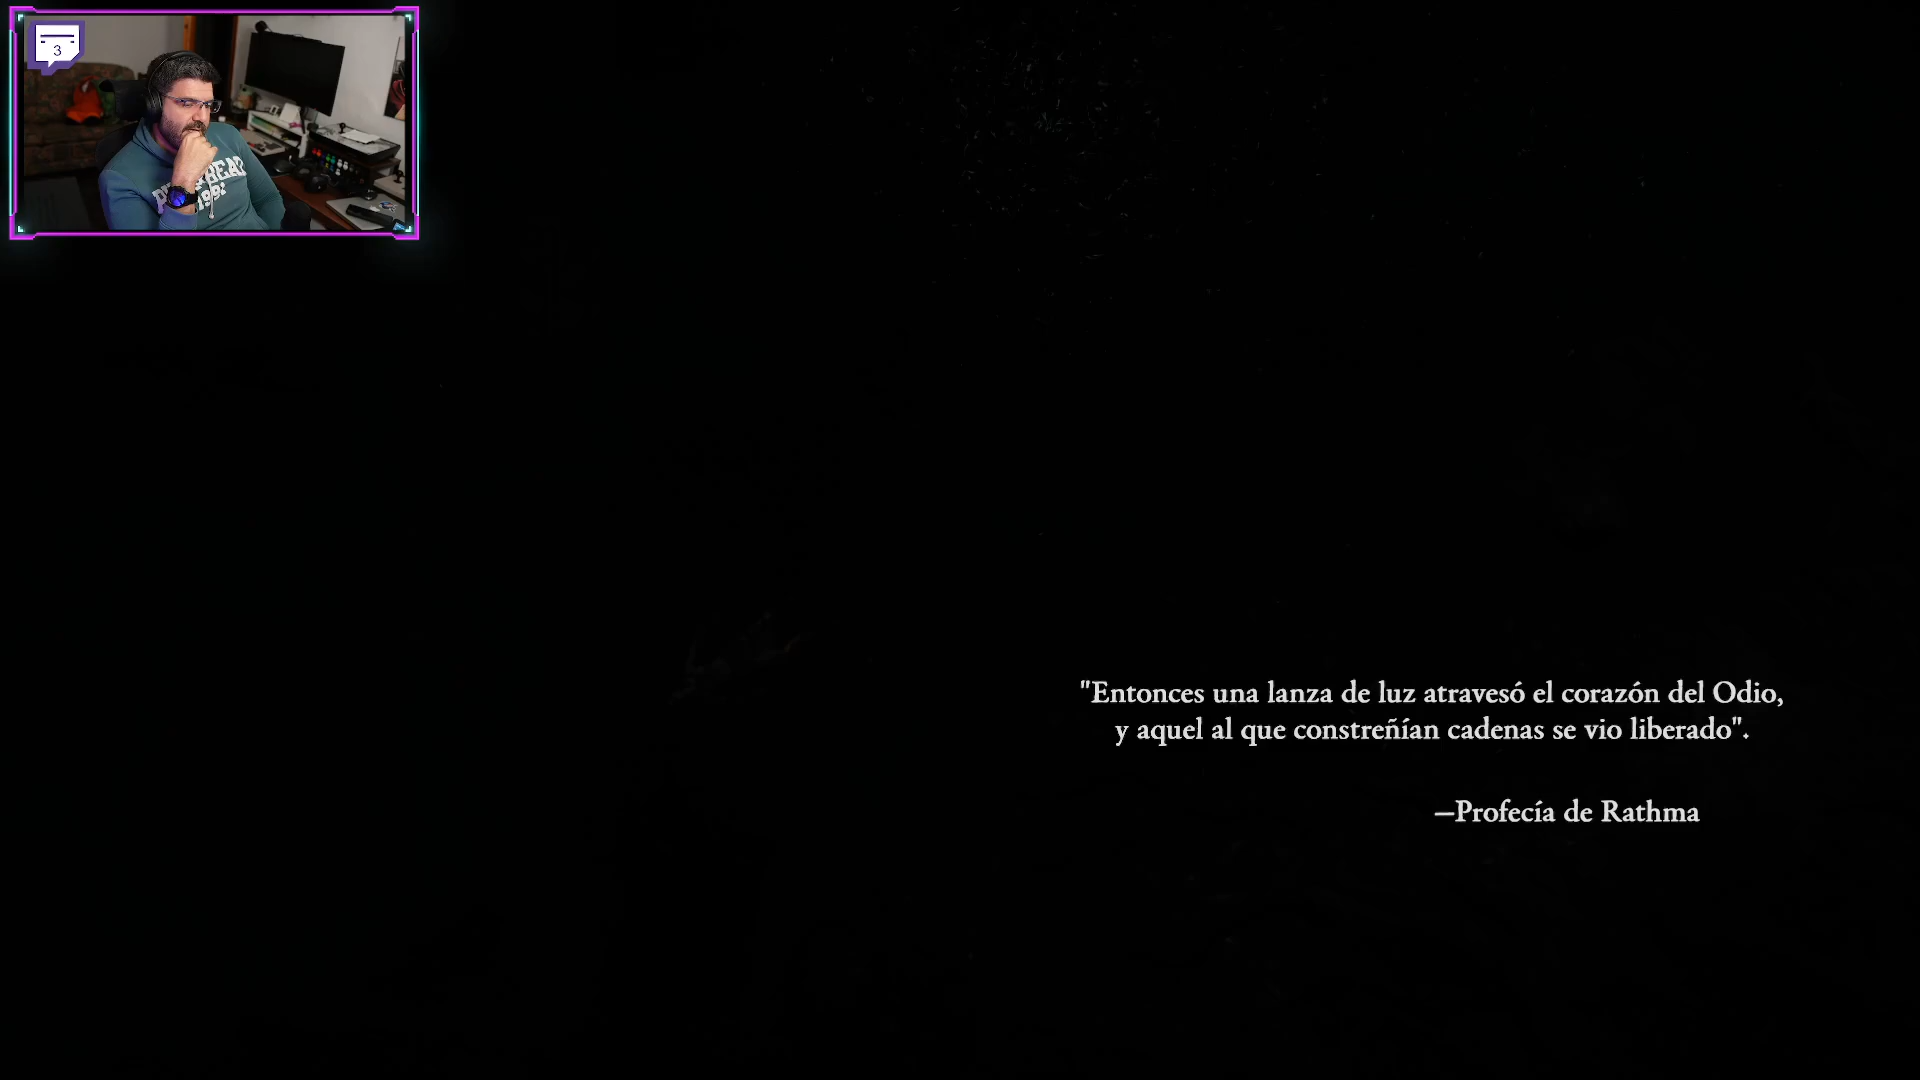 3
"Entonces una lanza de luz atravesó el corazón del Odio,
y aquel al que constreñían cadenas se vio liberado".
—Profecía de Rathma